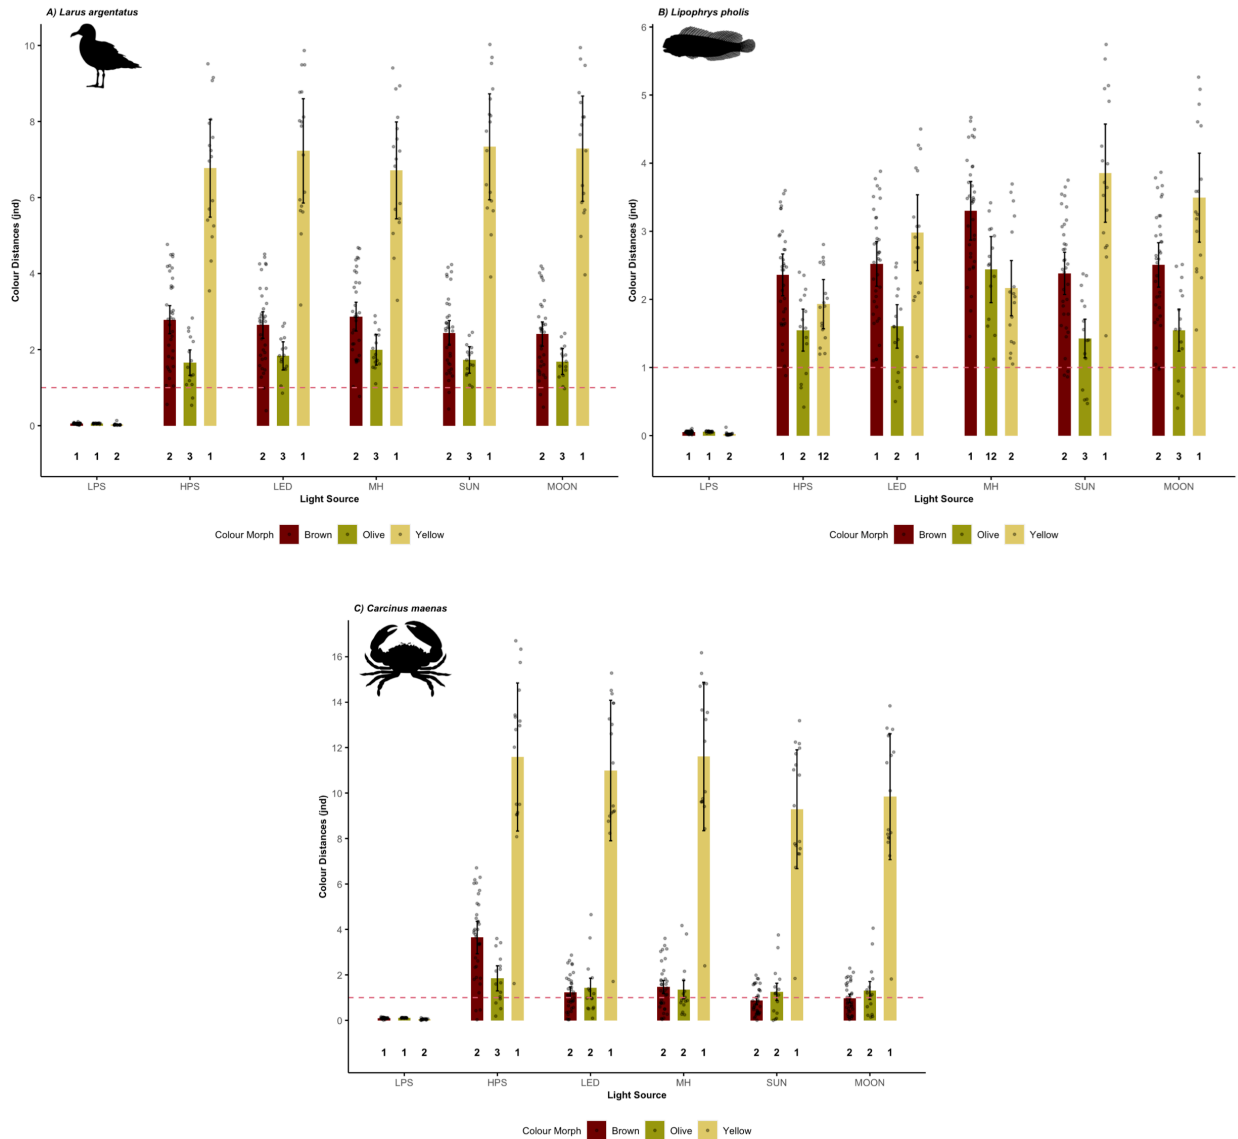 A) Larus argentatus
Colour Distances (jnd)
10
8
6
4
2
0
1 1 2 2 3 1 2 3 1 2 3 1 2 3 1 2 3 1
LPS HPS LED MH SUN MOON
Light Source
Colour Morph Brown Olive Yellow
B) Lipophrys pholis
Colour Distances (jnd)
6
5
4
3
2
1
0
1 1 2 1 2 12 1 2 1 1 12 2 2 3 1 2 3 1
LPS HPS LED MH SUN MOON
Light Source
Colour Morph Brown Olive Yellow
C) Carcinus maenas
Colour Distances (jnd)
16
14
12
10
8
6
4
2
0
1 1 2 2 3 1 2 2 1 2 2 1 2 2 1 2 2 1
LPS HPS LED MH SUN MOON
Light Source
Colour Morph Brown Olive Yellow